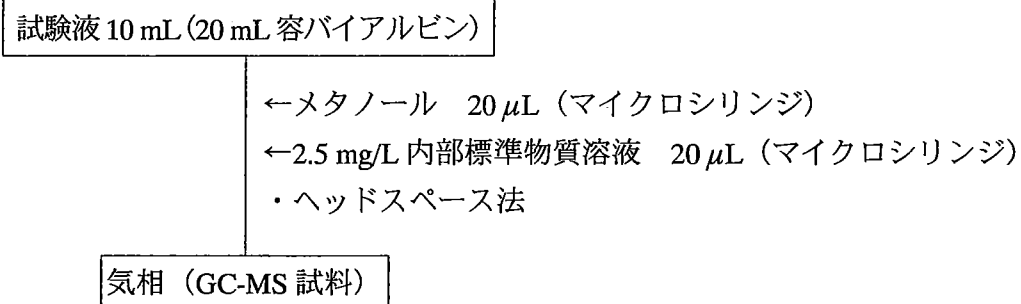 試験液 10 mL (20 mL 容バイアルビン)
←メタノール 20 μL (マイクロシリンジ)
←2.5 mg/L 内部標準物質溶液 20 μL (マイクロシリンジ)
・ヘッドスペース法
気相 (GC-MS 試料)